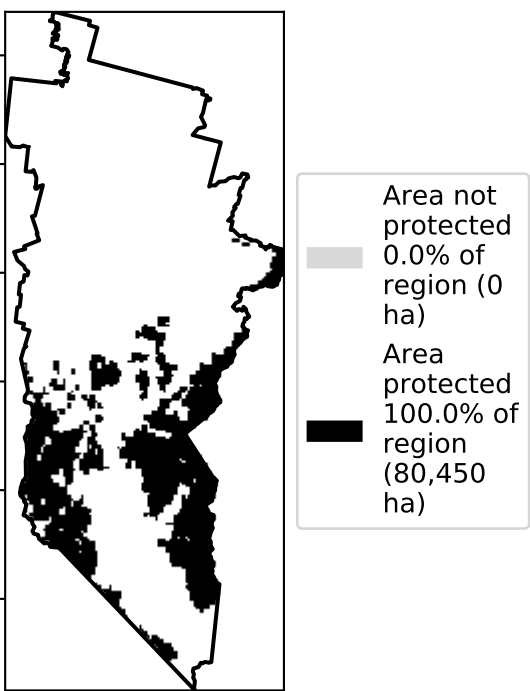 Area not
protected
0.0% of
region (0
ha)
Area
protected
100.0% of
region
(80,450
ha)